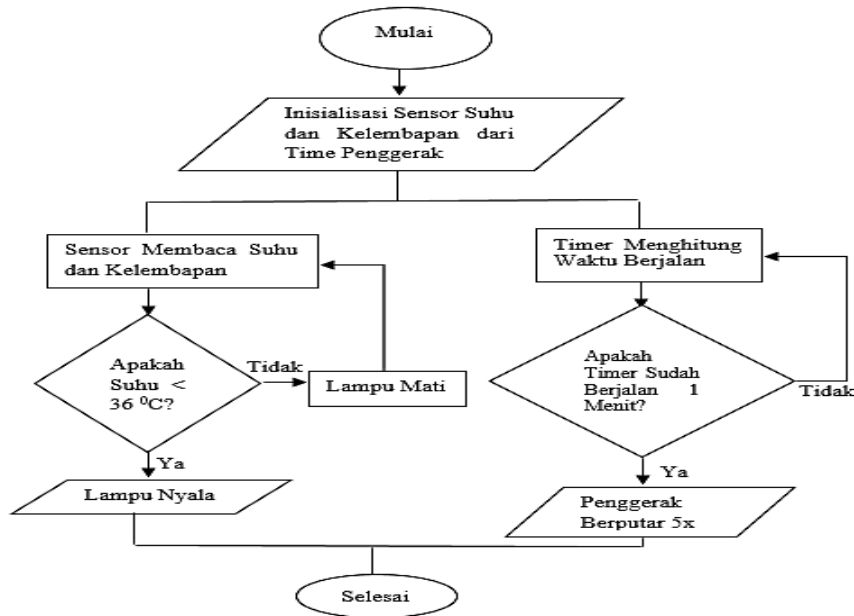 Mulai
Inisialisasi Sensor Suhu
dan Kelembapan dari
Time Penggerak
Sensor Membaca Suhu
dan Kelembapan
Timer Menghitung
Waktu Berjalan
Apakah
Suhu <
36 ⁰C?
Tidak
Lampu Mati
Apakah
Timer Sudah
Berjalan 1
Menit?
Tidak
Ya
Lampu Nyala
Ya
Penggerak
Berputar 5x
Selesai